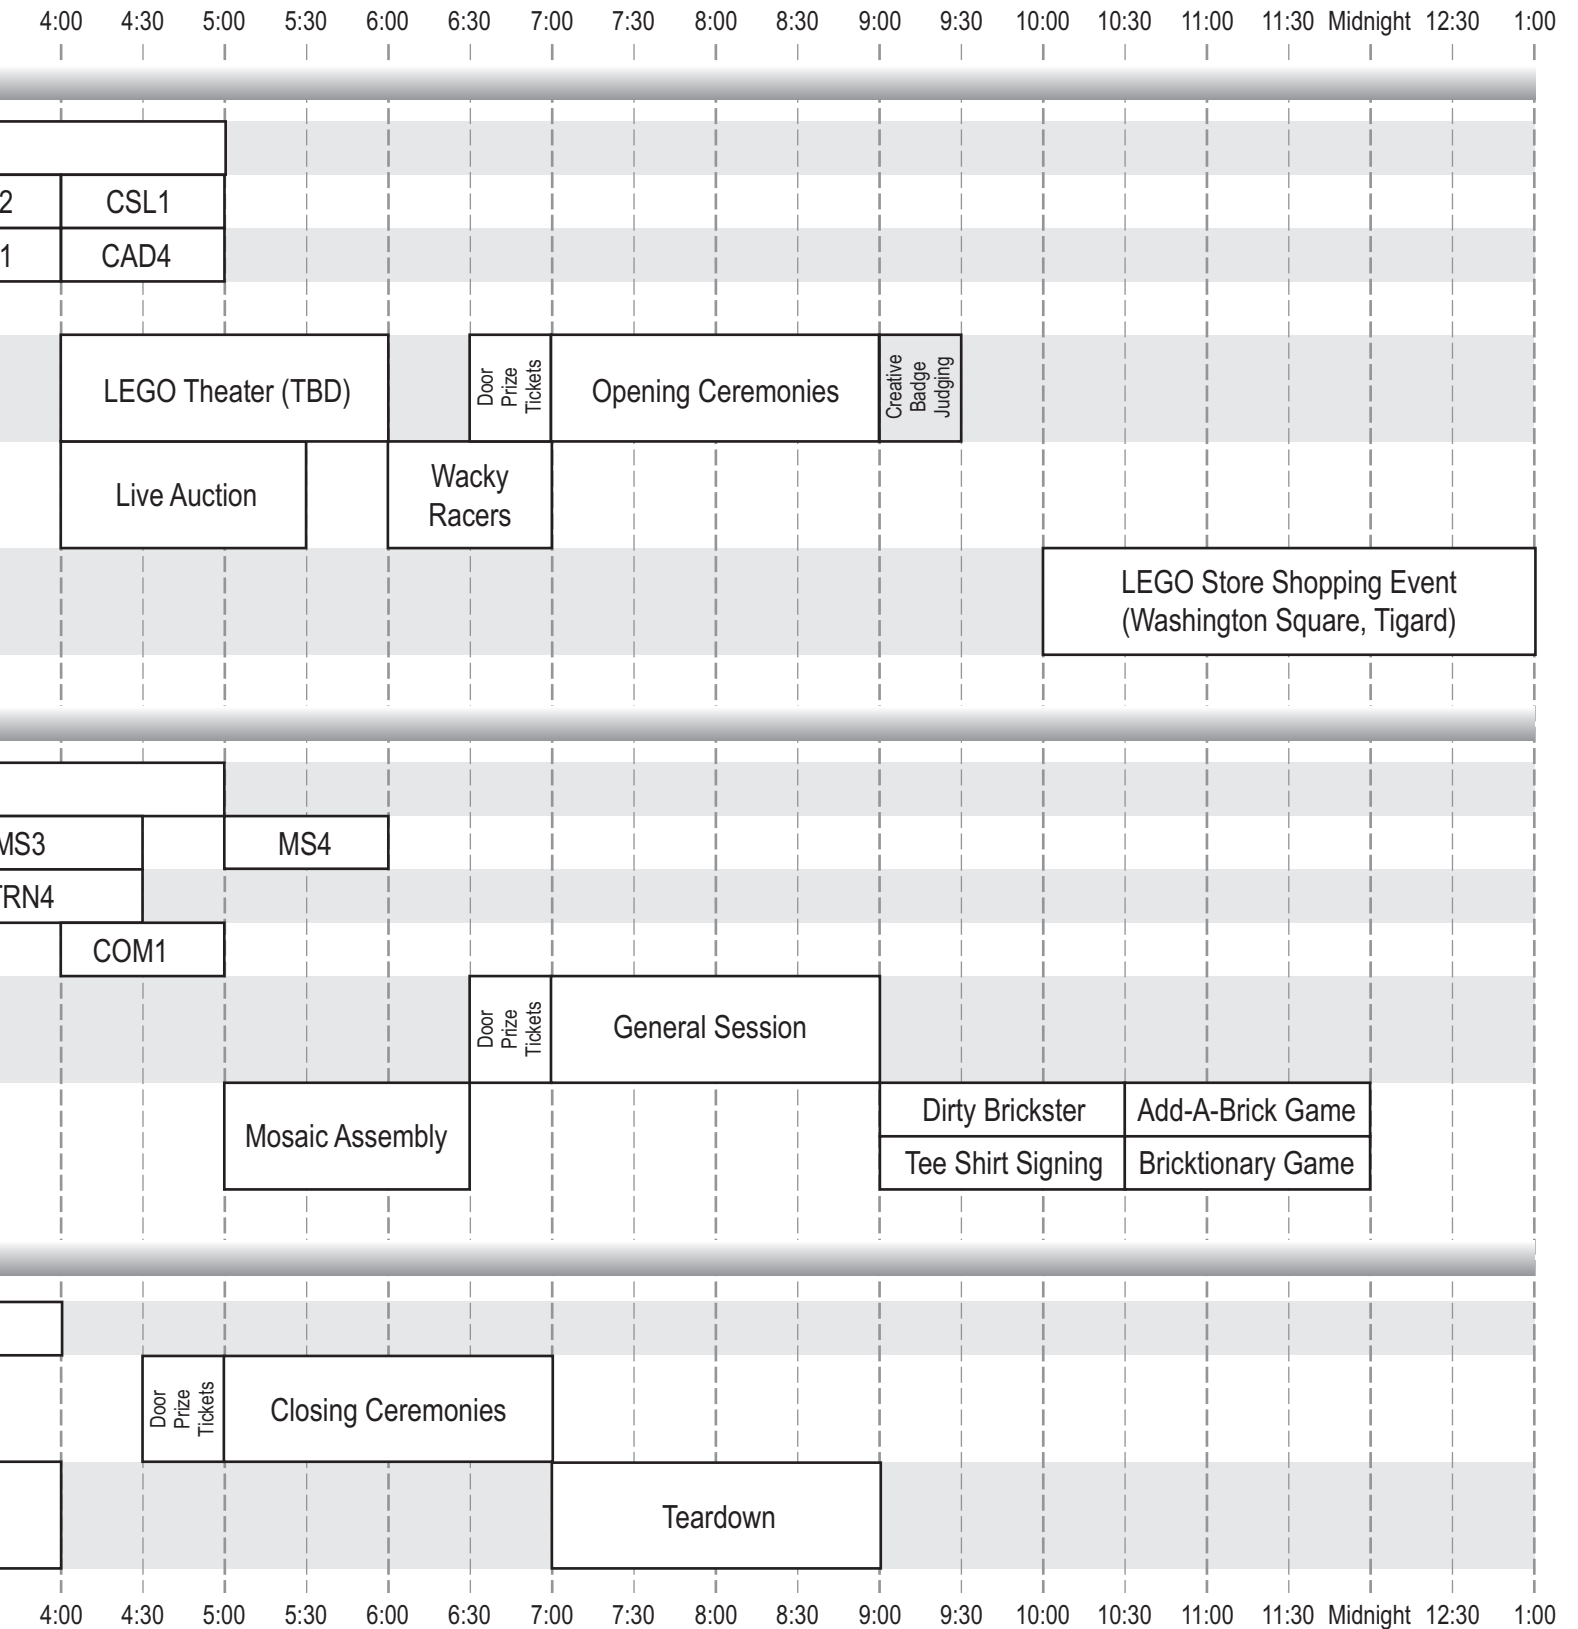 4:00 4:30 5:00 5:30 6:00 6:30 7:00 7:30 8:00 8:30 9:00 9:30 10:00 10:30 11:00 11:30 Midnight 12:30 1:00
2 CSL1
1 CAD4
LEGO Theater (TBD)
Door
Prize
Tickets
Opening Ceremonies
Creative
Badge
Judging
Live Auction
Wacky
Racers
LEGO Store Shopping Event
(Washington Square, Tigard)
MS3 MS4
TRN4
COM1
Door
Prize
Tickets
General Session
Mosaic Assembly
Dirty Brickster Add-A-Brick Game
Tee Shirt Signing Bricktionary Game
Door
Prize
Tickets
Closing Ceremonies
Teardown
4:00 4:30 5:00 5:30 6:00 6:30 7:00 7:30 8:00 8:30 9:00 9:30 10:00 10:30 11:00 11:30 Midnight 12:30 1:00